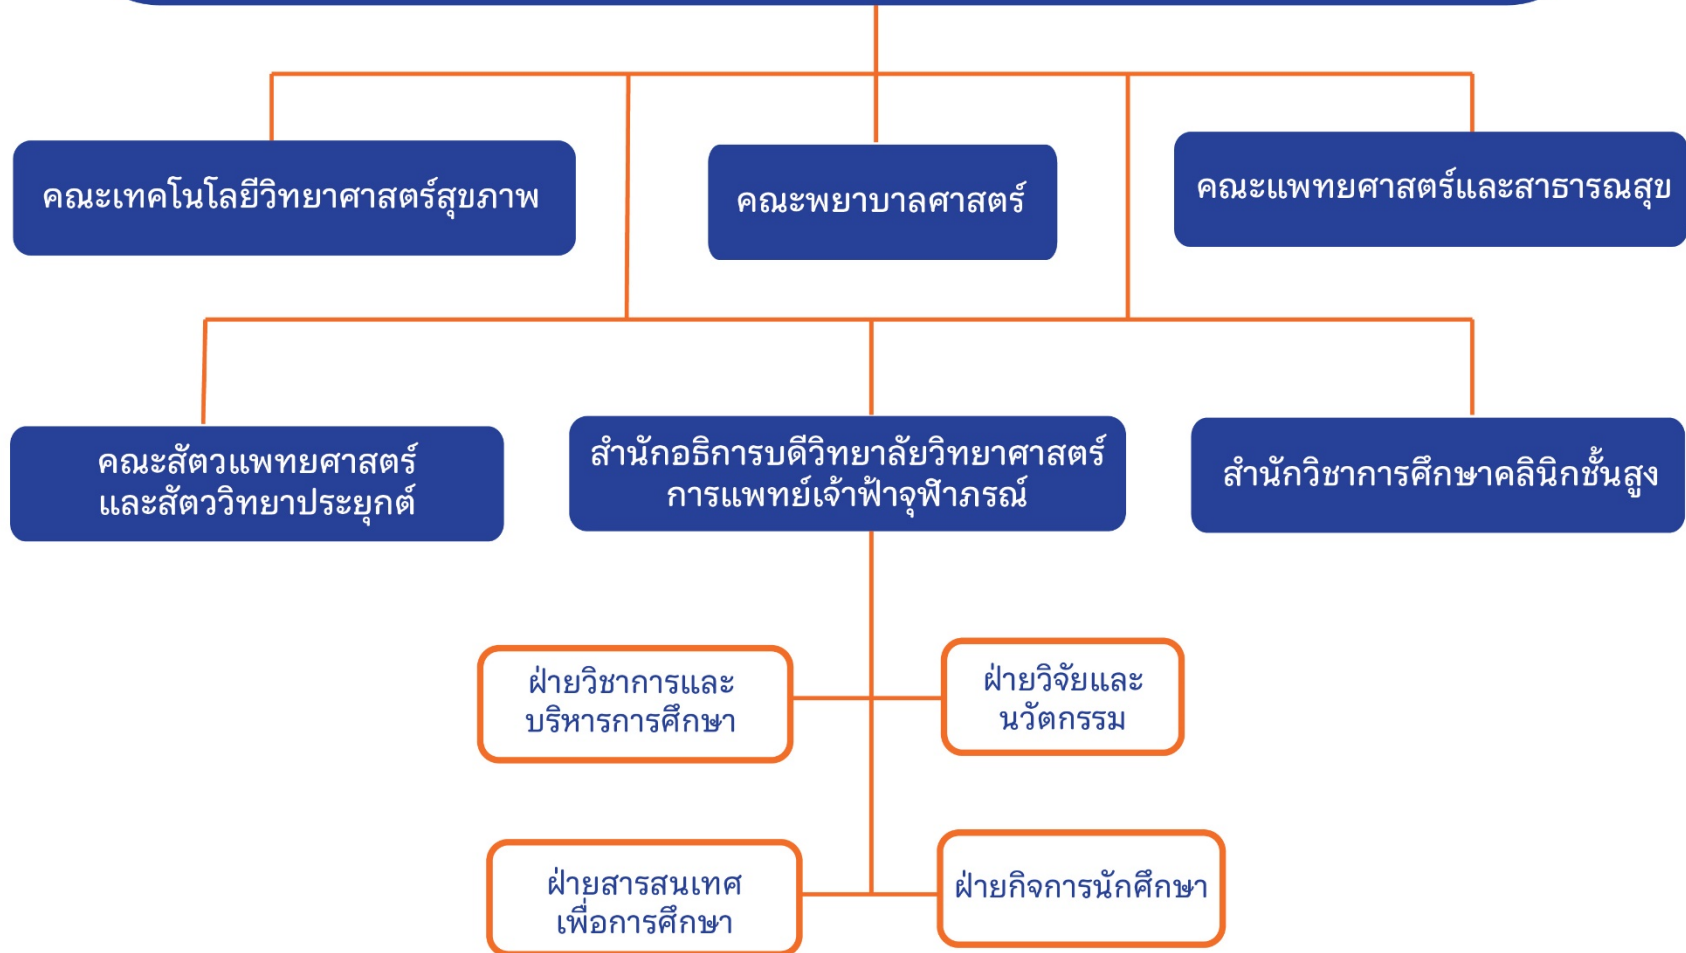 คณะเทคโนโลยีวิทยาศาสตร์สุขภาพ
คณะพยาบาลศาสตร์
คณะแพทยศาสตร์และสาธารณสุข
คณะสัตวแพทยศาสตร์
และสัตววิทยาประยุกต์
สำนักอธิการบดีวิทยาลัยวิทยาศาสตร์
การแพทย์เจ้าฟ้าจุฬาภรณ์
สำนักวิชาการศึกษาคลินิกชั้นสูง
ฝ่ายวิชาการและ
บริหารการศึกษา
ฝ่ายวิจัยและ
นวัตกรรม
ฝ่ายสารสนเทศ
เพื่อการศึกษา
ฝ่ายกิจการนักศึกษา